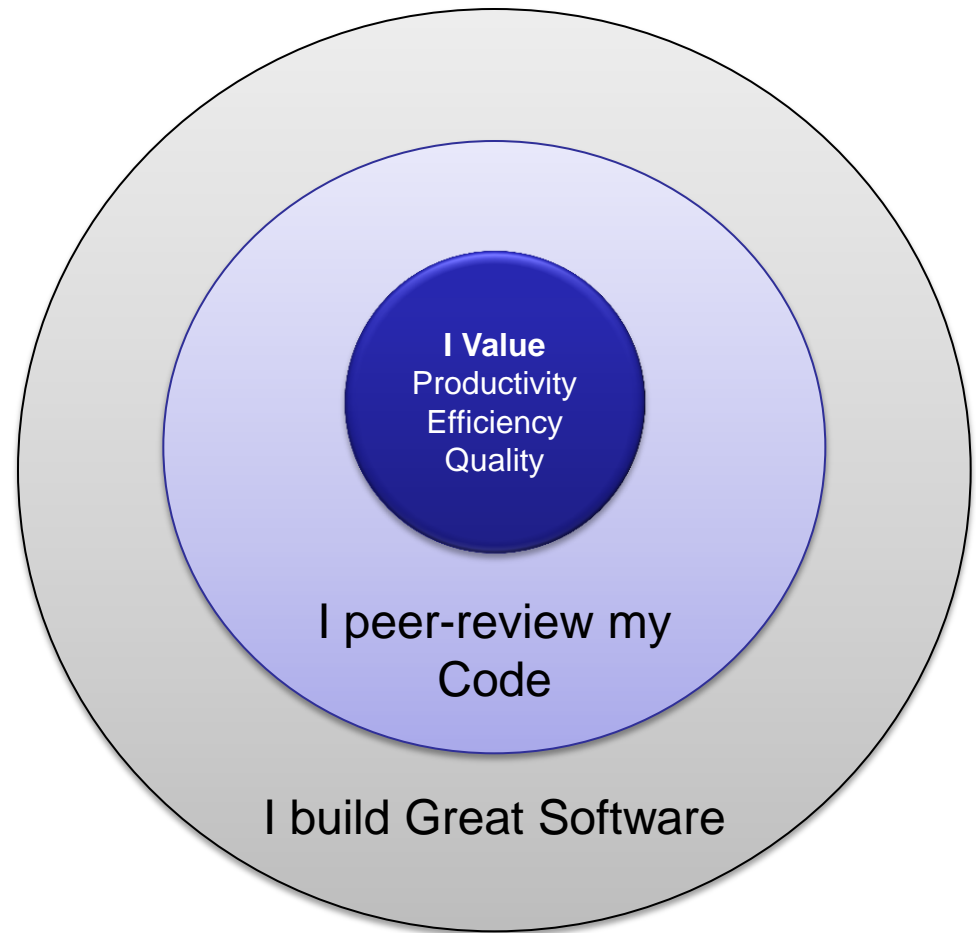 I Value
Productivity
Efficiency
Quality
I peer-review my
Code
I build Great Software